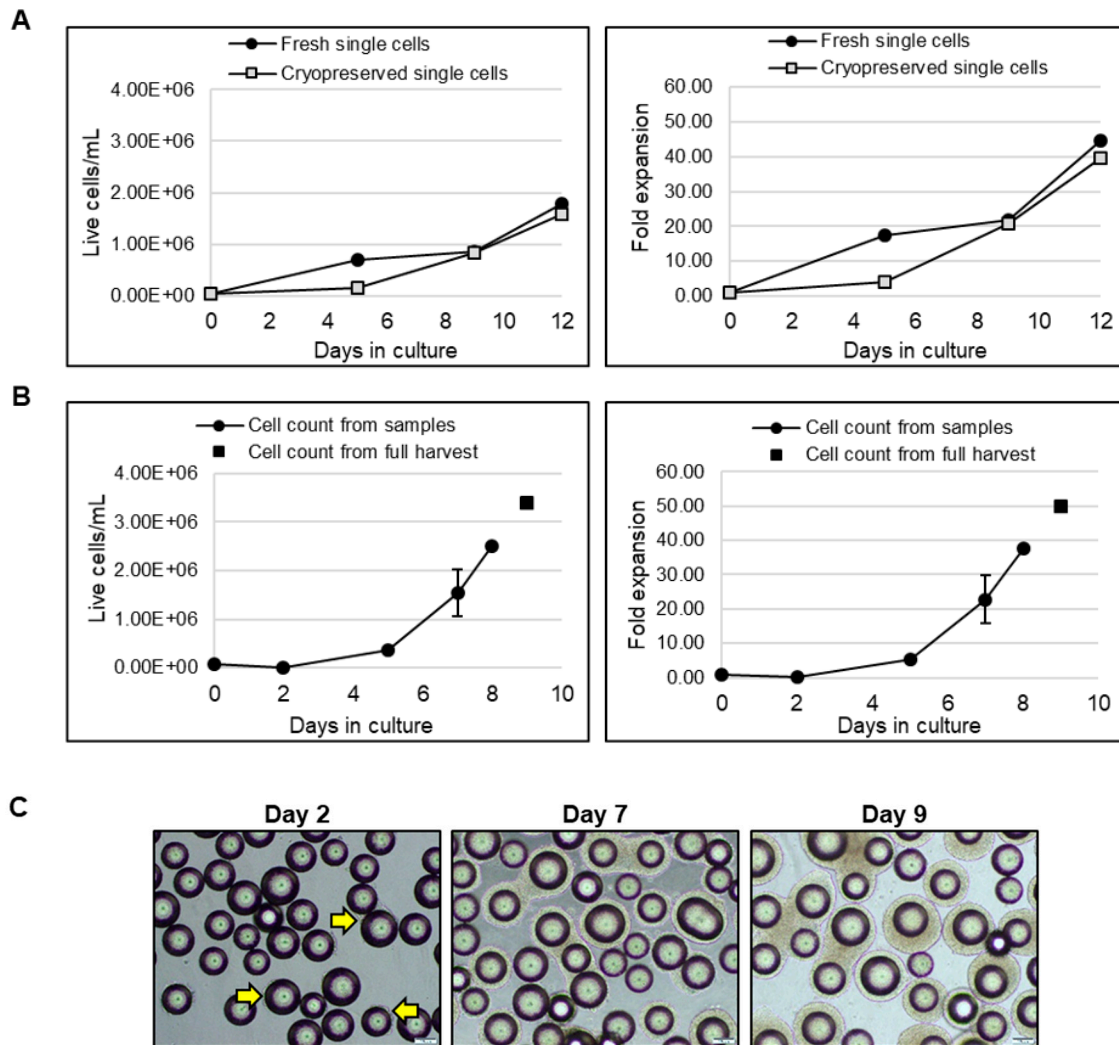 A
Fresh single cells
Cryopreserved single cells
4.00E+06
3.00E+06
2.00E+06
1.00E+06
0.00E+00
Live cells/mL
0 2 4 6 8 10 12
Days in culture
Fresh single cells
Cryopreserved single cells
60.00
50.00
40.00
30.00
20.00
10.00
0.00
Fold expansion
0 2 4 6 8 10 12
Days in culture
B
Cell count from samples
Cell count from full harvest
4.00E+06
3.00E+06
2.00E+06
1.00E+06
0.00E+00
Live cells/mL
0 2 4 6 8 10
Days in culture
Cell count from samples
Cell count from full harvest
60.00
50.00
40.00
30.00
20.00
10.00
0.00
Fold expansion
0 2 4 6 8 10
Days in culture
C
Day 2 Day 7 Day 9